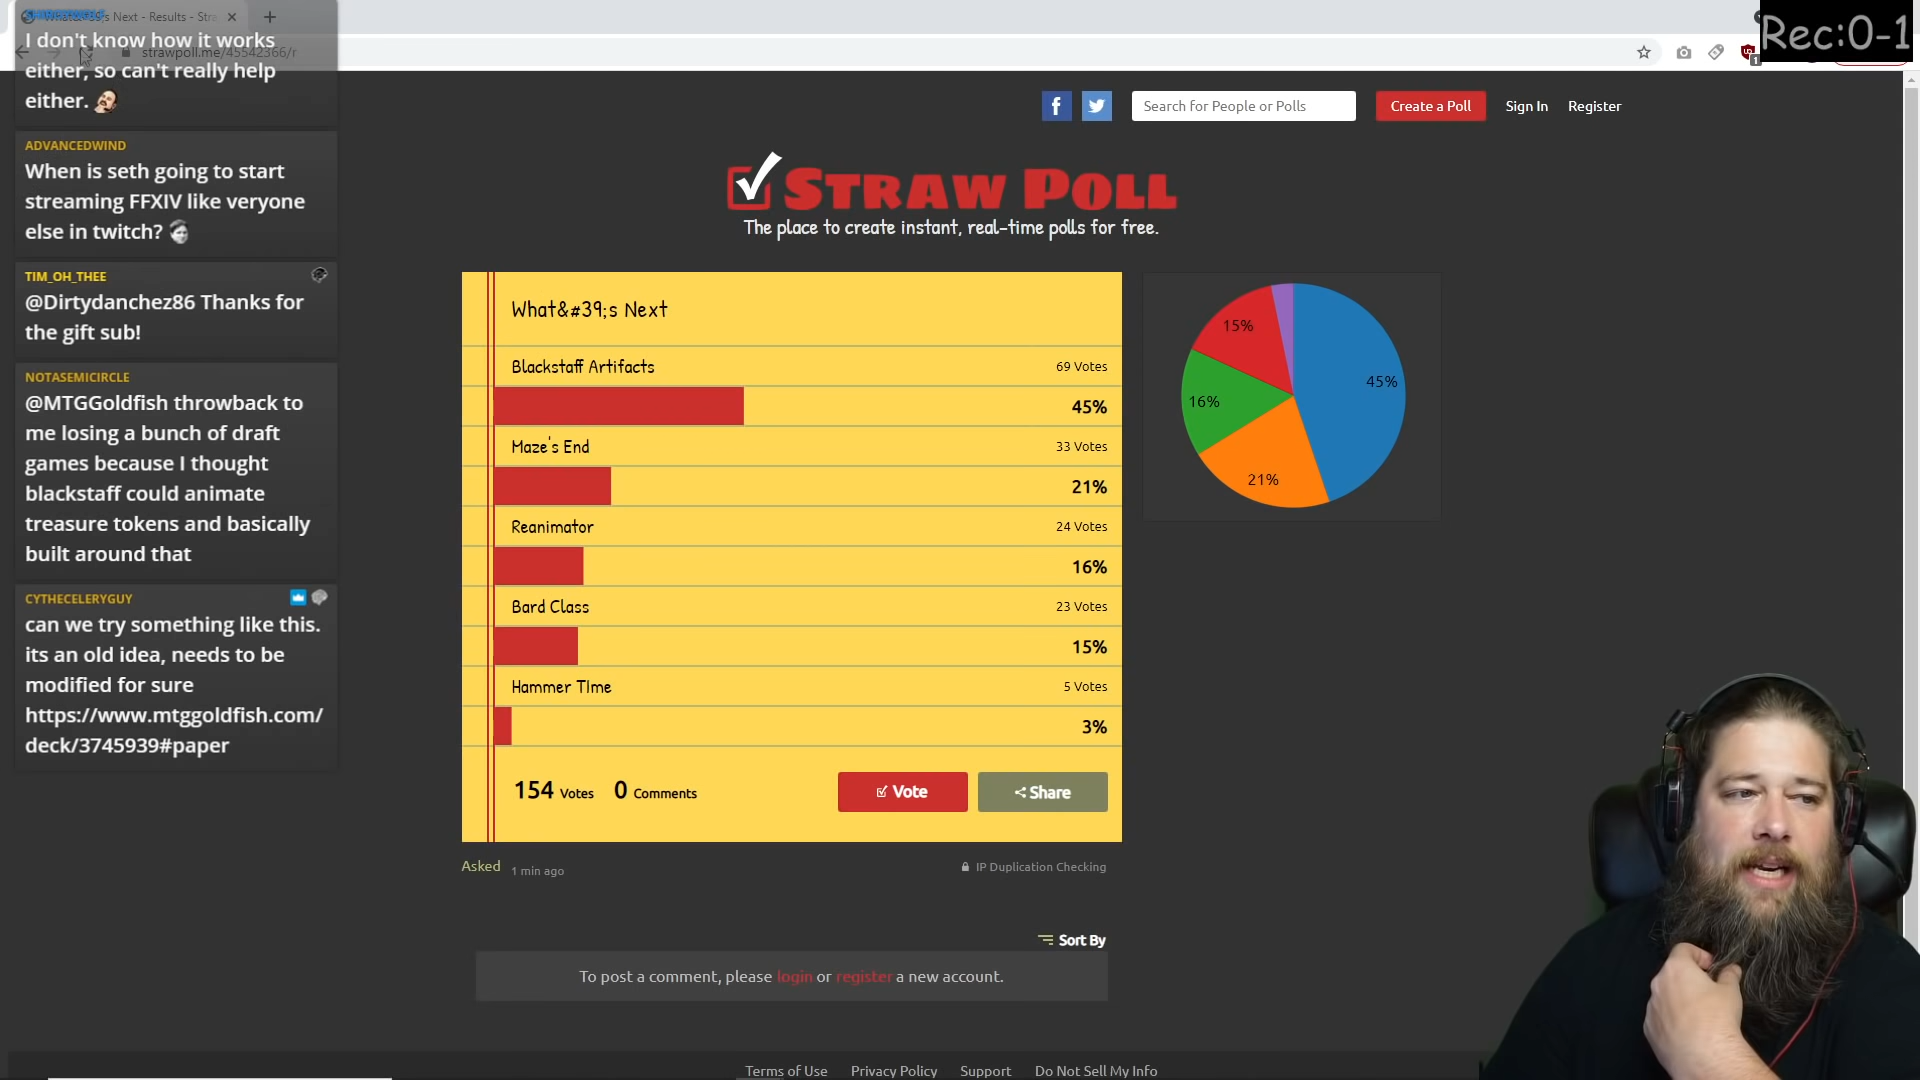 What&#39;s Next - Results - Stra
strawpoll.me/45542366/r
Rec:0-1
I don't know how it works
either, so can't really help
either.
ADVANCEDWIND
When is seth going to start
streaming FFXIV like veryone
else in twitch?
TIM_OH_THEE
@Dirtydanchez86 Thanks for
the gift sub!
NOTASEMICIRCLE
@MTGGoldfish throwback to
me losing a bunch of draft
games because I thought
blackstaff could animate
treasure tokens and basically
built around that
CYTHECELERYGUY
can we try something like this.
its an old idea, needs to be
modified for sure
https://www.mtggoldfish.com/
deck/3745939#paper
Search for People or Polls
Create a Poll
Sign In
Register
STRAW POLL
The place to create instant, real-time polls for free.
What&#39;s Next
Blackstaff Artifacts
69 Votes
45%
Maze's End
33 Votes
21%
Reanimator
24 Votes
16%
Bard Class
23 Votes
15%
Hammer TIme
5 Votes
3%
154 Votes
0 Comments
Vote
Share
45%
21%
16%
15%
Asked 1 min ago
IP Duplication Checking
Sort By
To post a comment, please login or register a new account.
Terms of Use
Privacy Policy
Support
Do Not Sell My Info